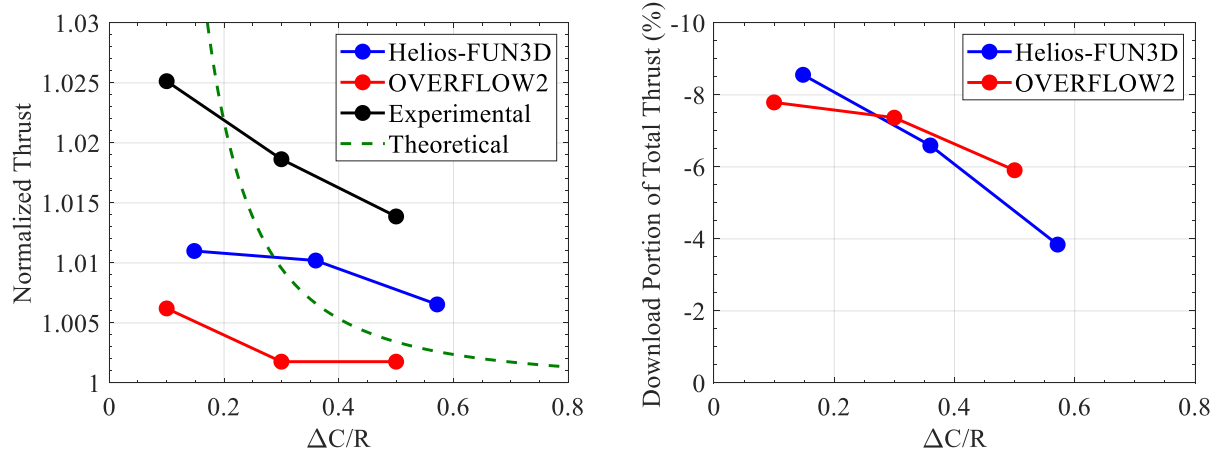 1.03
1.025
1.02
1.015
1.01
1.005
1
Normalized Thrust
Helios-FUN3D
OVERFLOW2
Experimental
Theoretical
0 0.2 0.4 0.6 0.8
ΔC/R
-10
-8
-6
-4
-2
0
Download Portion of Total Thrust (%)
Helios-FUN3D
OVERFLOW2
0 0.2 0.4 0.6 0.8
ΔC/R